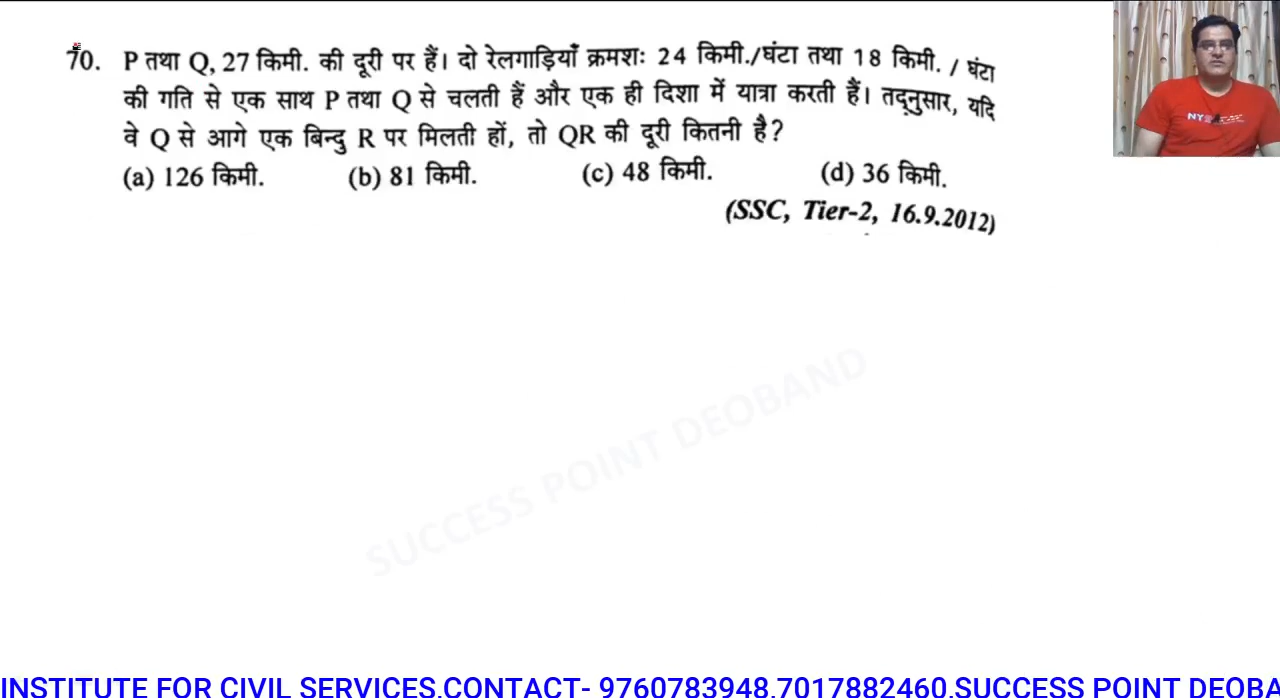 70. P तथा Q, 27 किमी. की दूरी पर हैं। दो रेलगाड़ियाँ क्रमशः 24 किमी./घंटा तथा 18 किमी. / घंटा
की गति से एक साथ P तथा Q से चलती हैं और एक ही दिशा में यात्रा करती हैं। तद्नुसार, यदि
वे Q से आगे एक बिन्दु R पर मिलती हों, तो QR की दूरी कितनी है?
(a) 126 किमी. (b) 81 किमी. (c) 48 किमी. (d) 36 किमी.
(SSC, Tier-2, 16.9.2012)
NY
SUCCESS POINT DEOBAND
INSTITUTE FOR CIVIL SERVICES,CONTACT- 9760783948,7017882460,SUCCESS POINT DEOBA